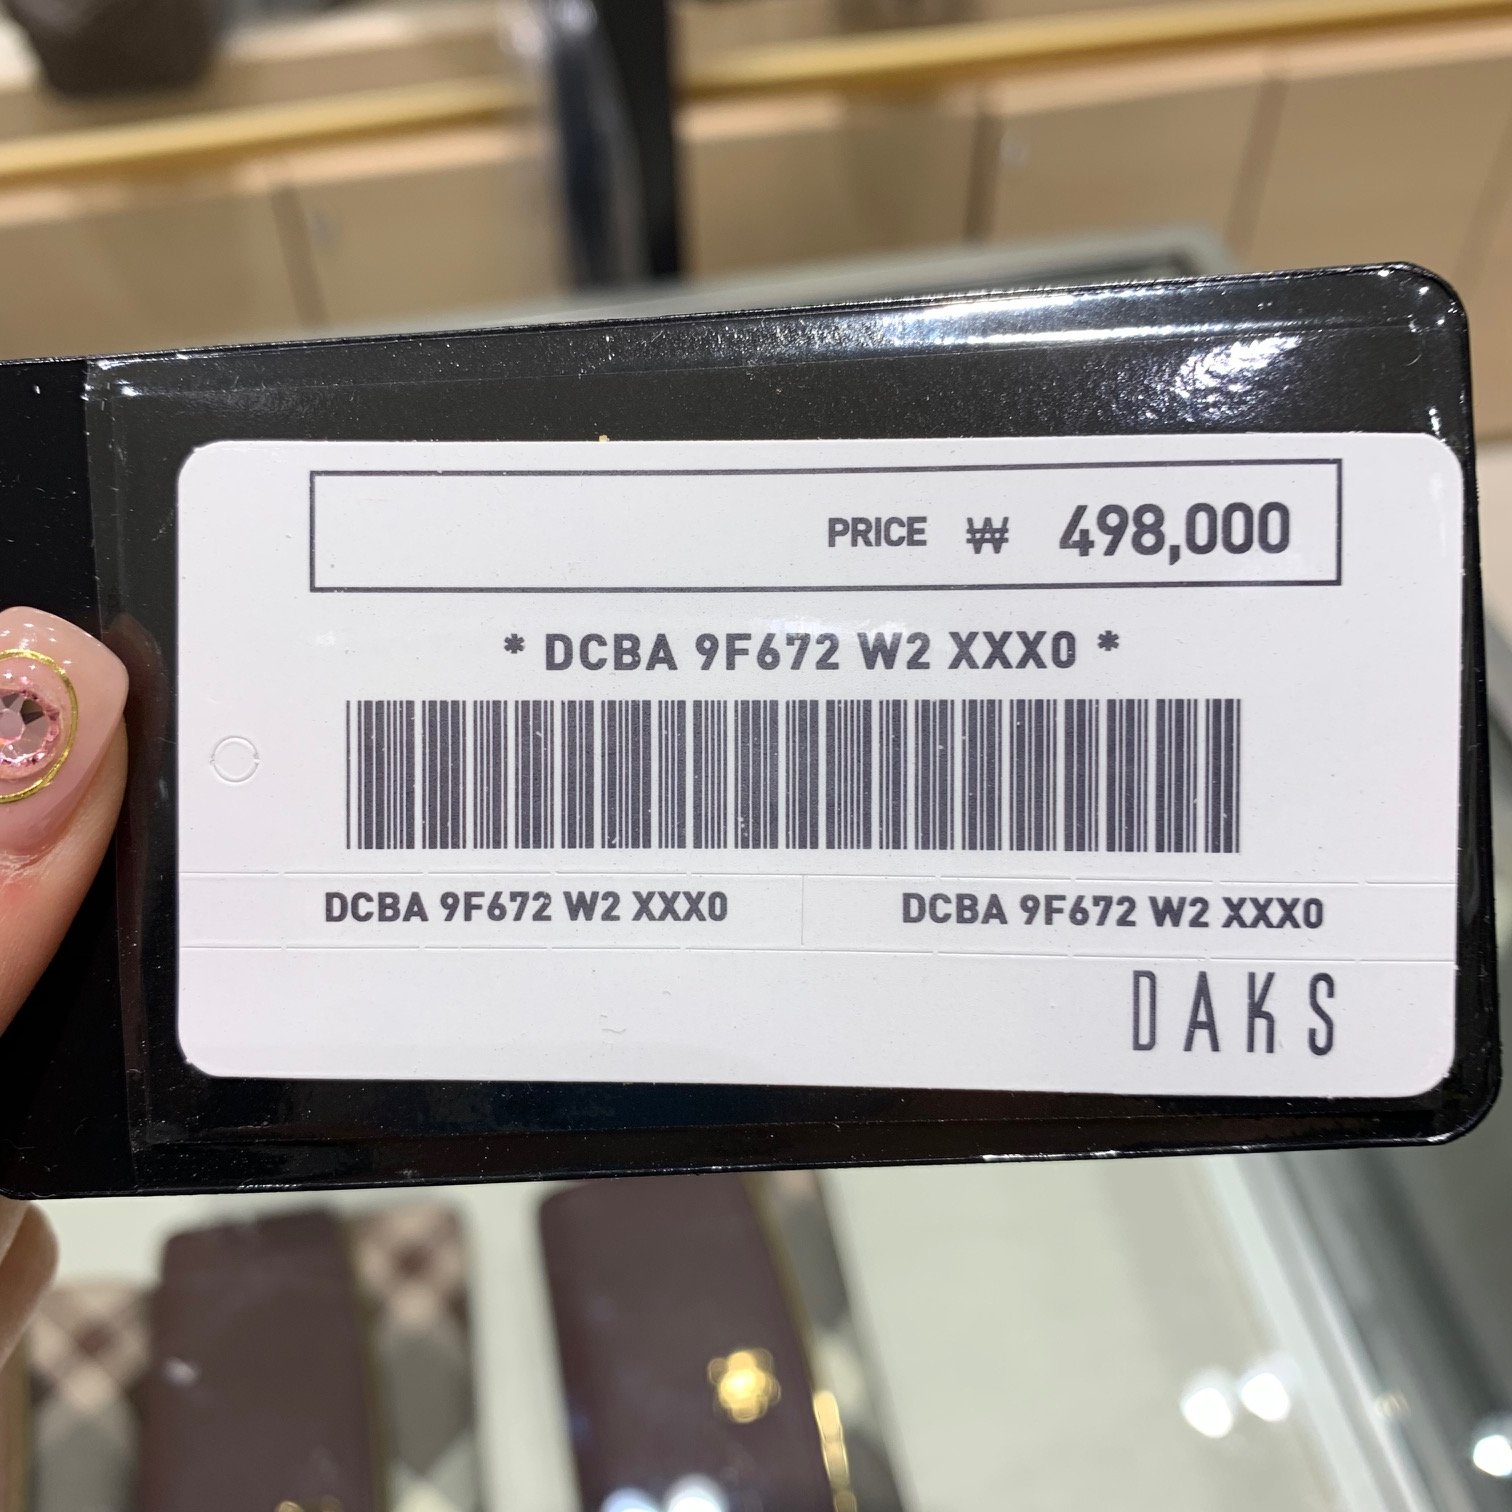 PRICE ₩ 498,000
* DCBA 9F672 W2 XXX0 *
DCBA 9F672 W2 XXX0 DCBA 9F672 W2 XXX0
DAKS